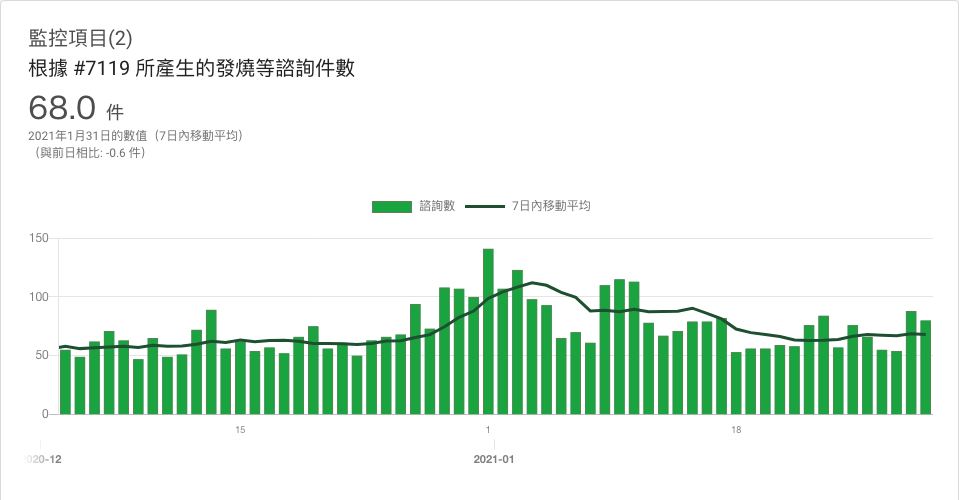 監控項目(2)
根據 #7119 所產生的發燒等諮詢件數
68.0 件
2021年1月31日的數值（7日內移動平均）
（與前日相比: -0.6 件）
諮詢數 7日內移動平均
150
100
50
0
15 1 18
2020-12 2021-01